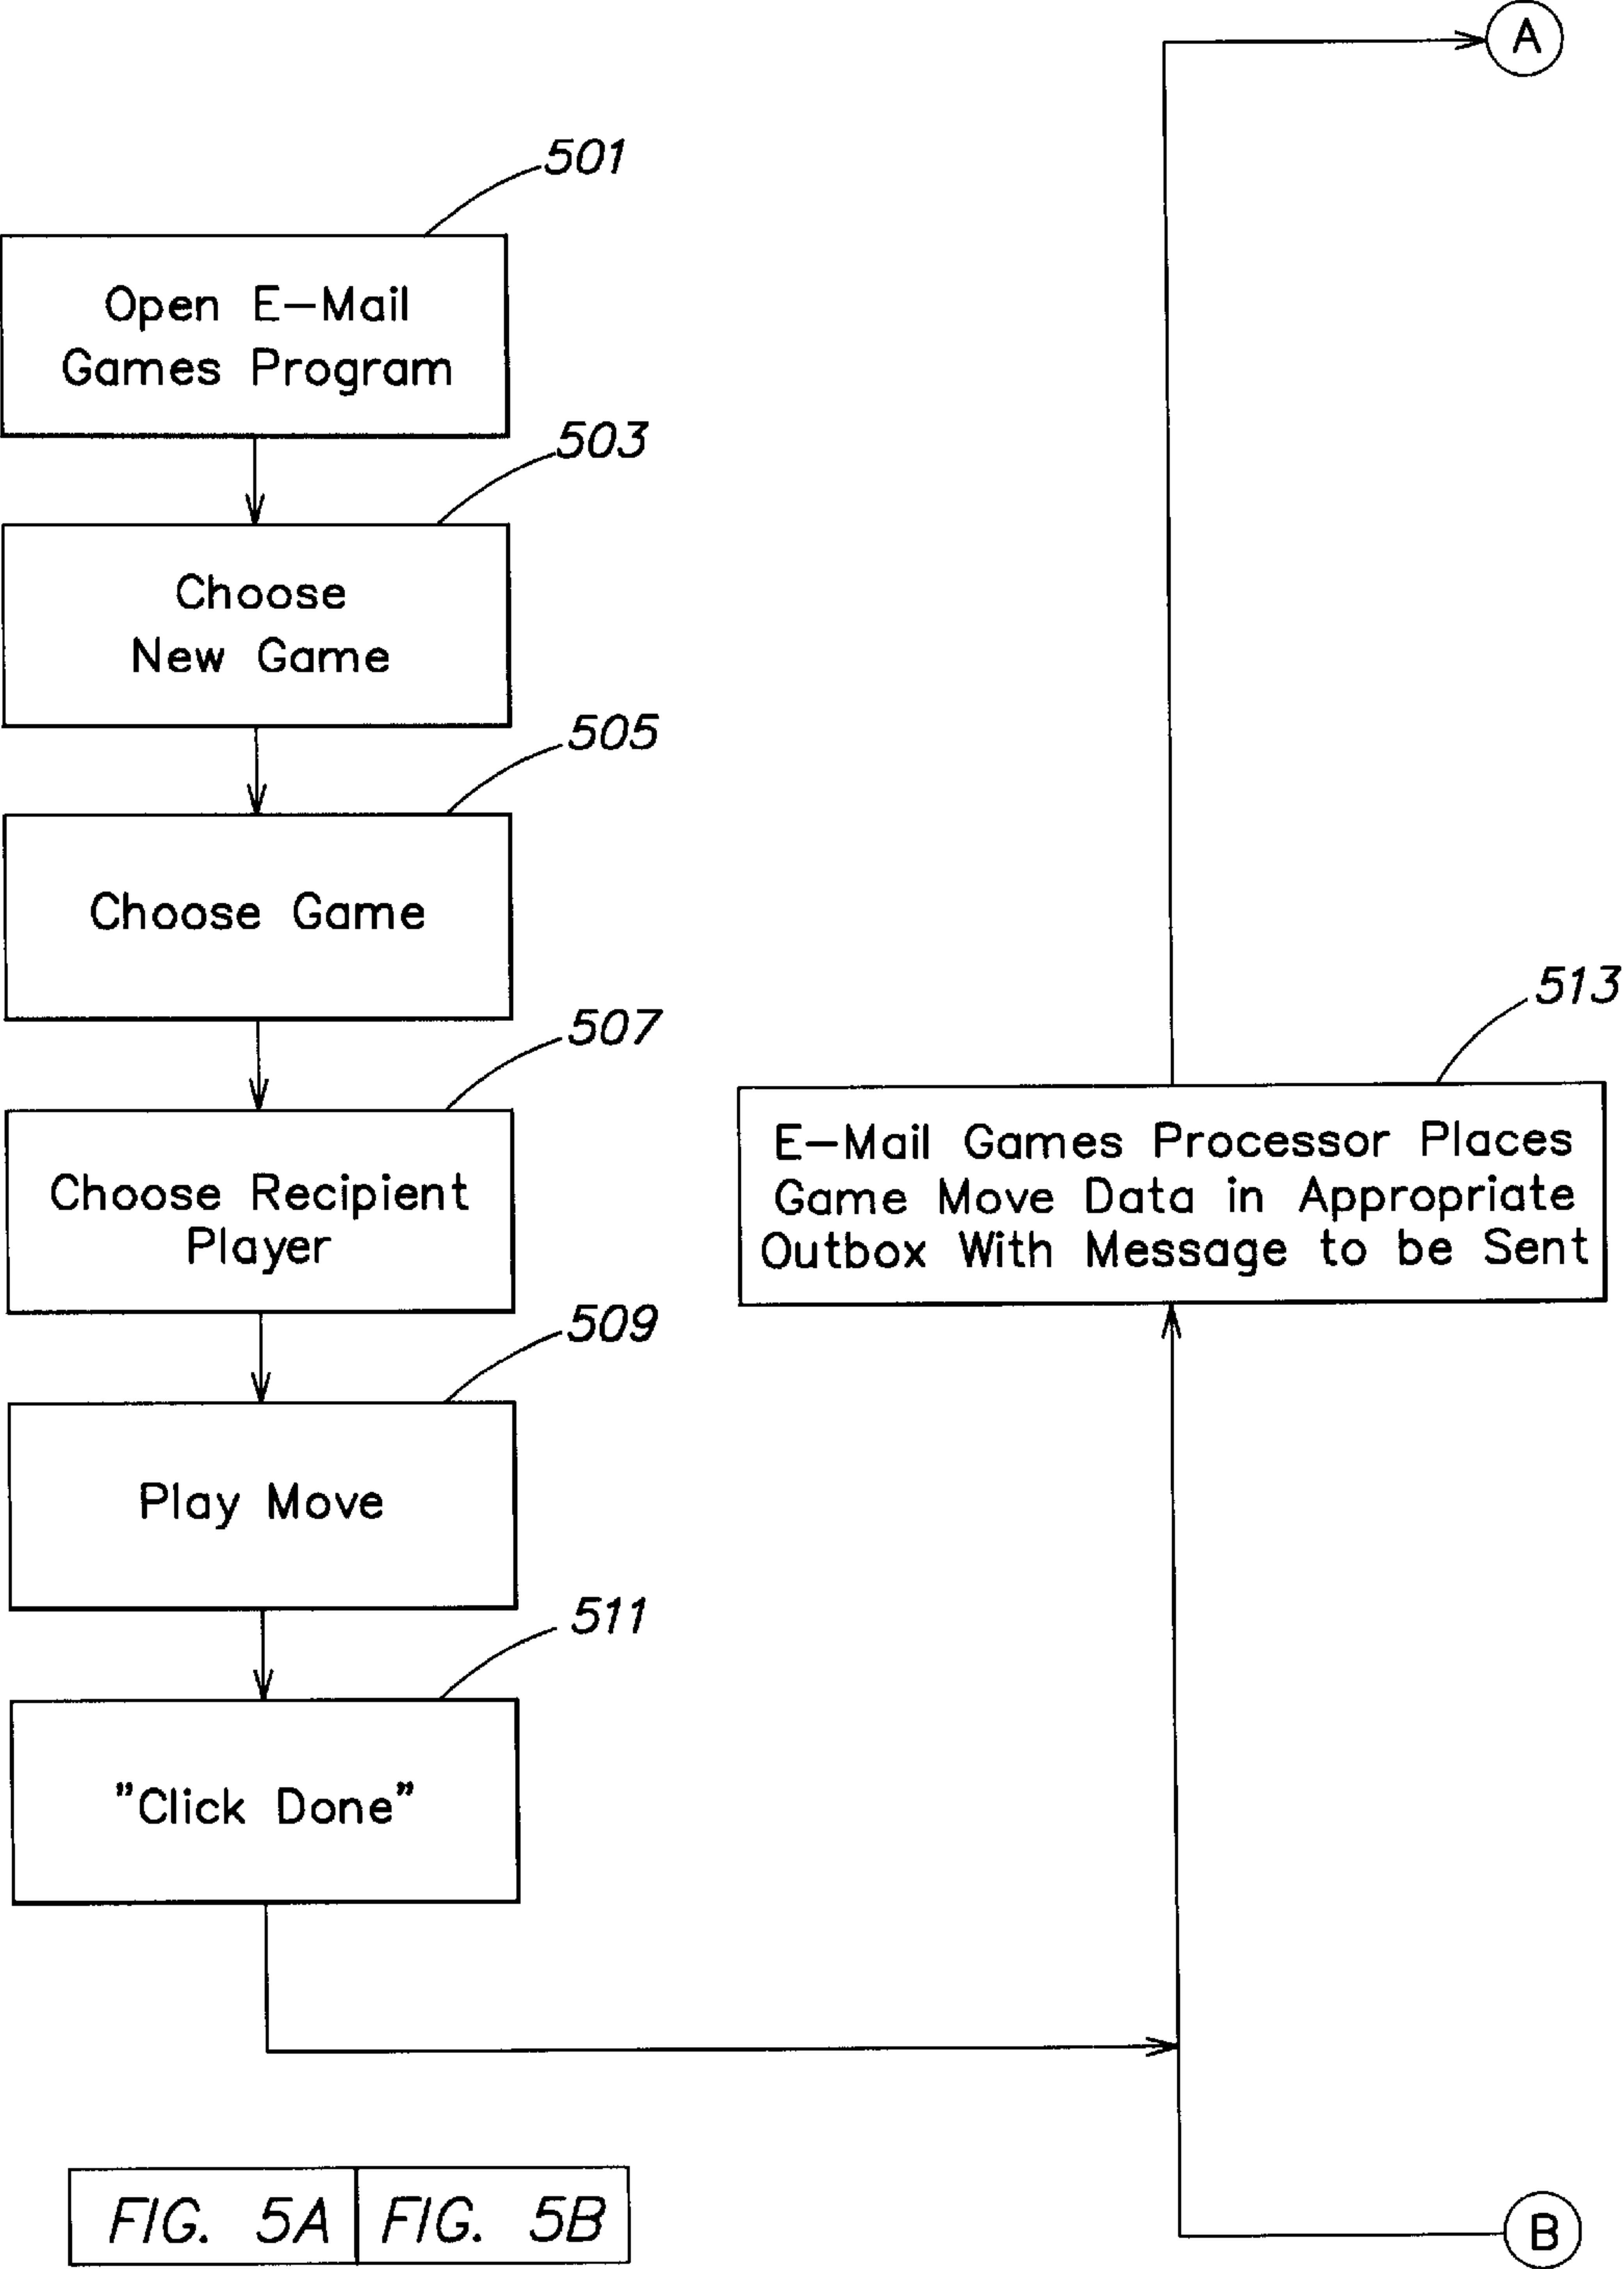 A
501
Open E-Mail
Games Program
503
Choose
New Game
505
Choose Game
507
Choose Recipient
Player
509
Play Move
511
"Click Done"
513
E-Mail Games Processor Places
Game Move Data in Appropriate
Outbox With Message to be Sent
B
FIG. 5A
FIG. 5B